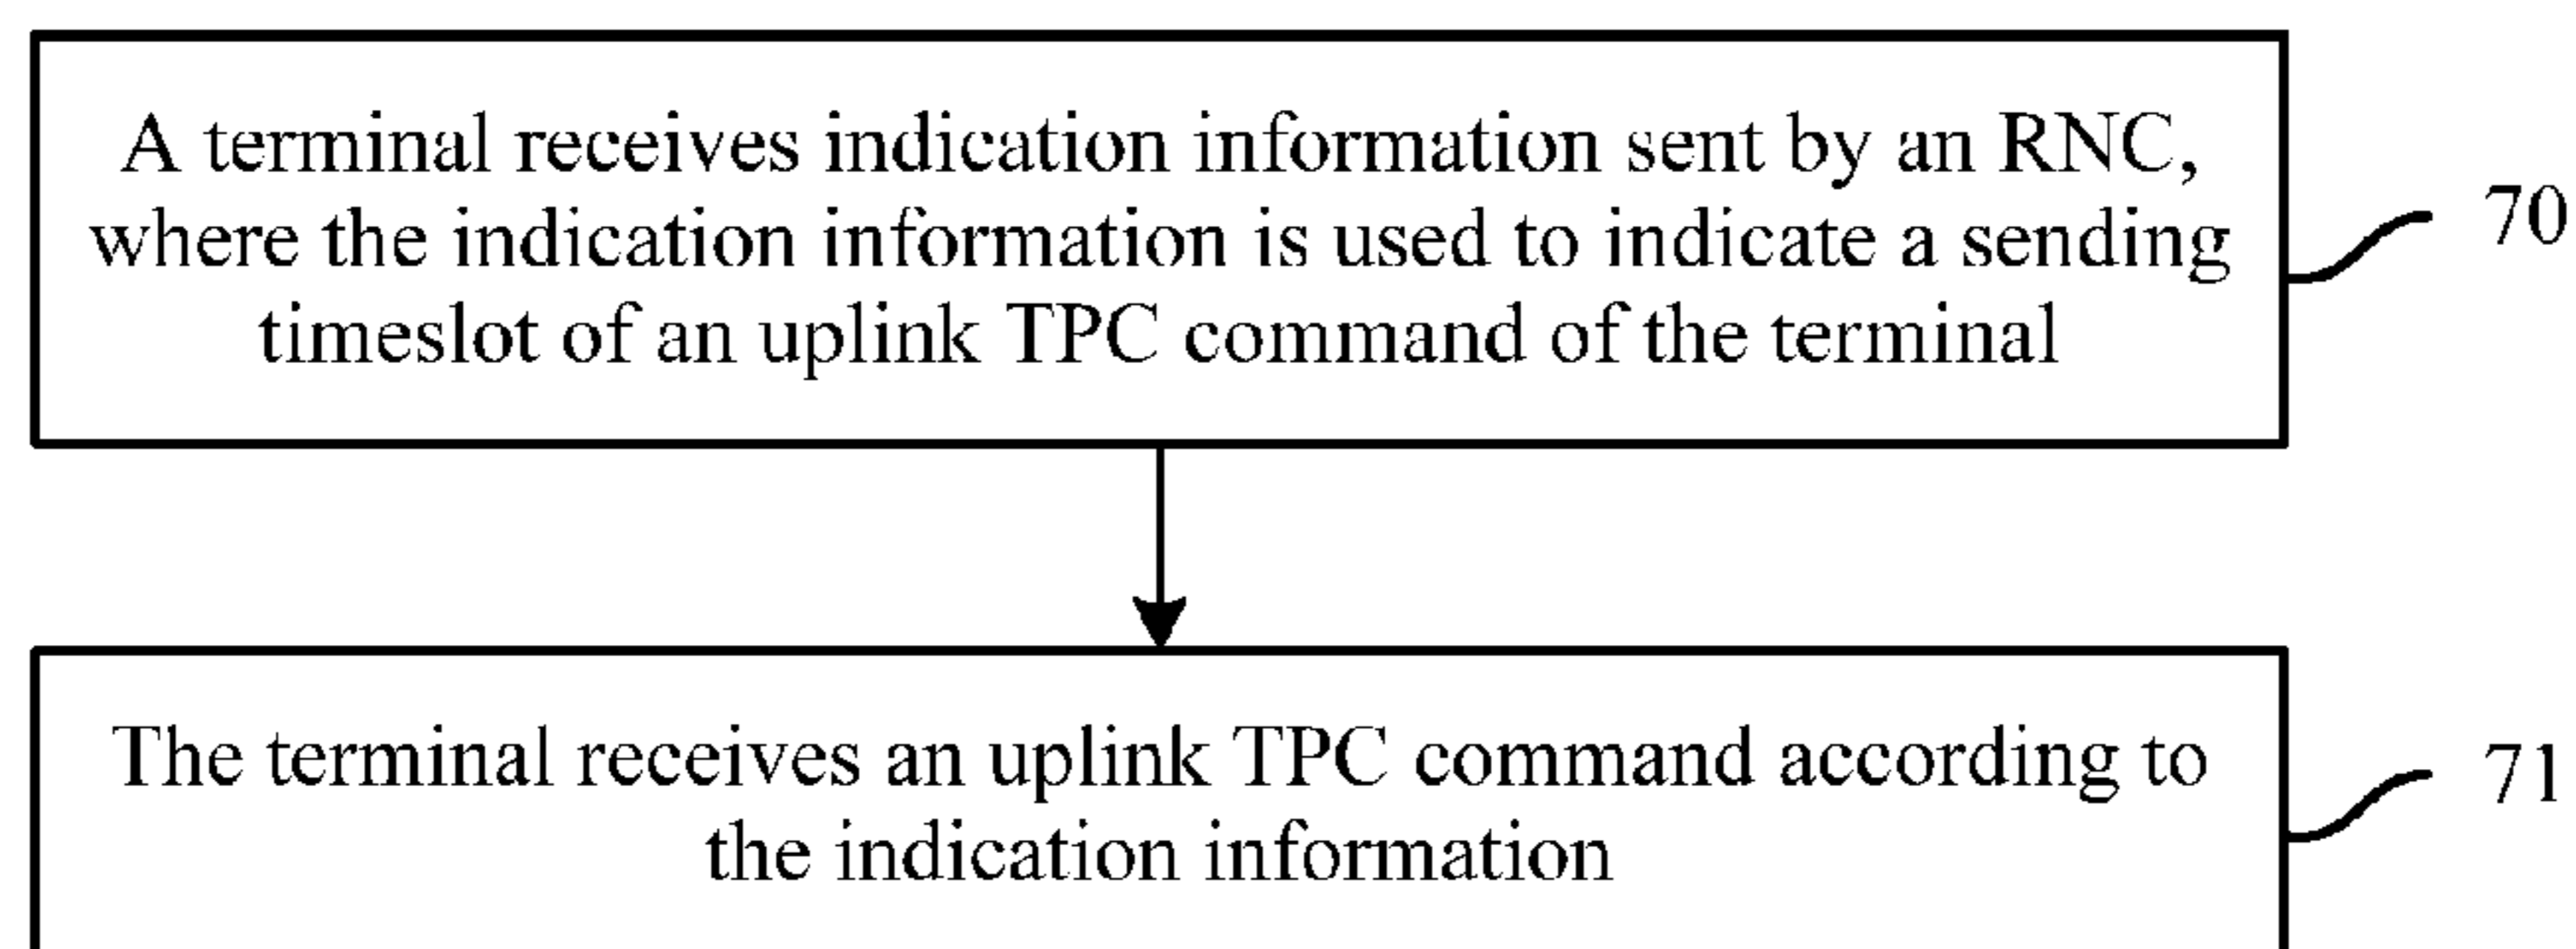 A terminal receives indication information sent by an RNC,
where the indication information is used to indicate a sending
timeslot of an uplink TPC command of the terminal
70
The terminal receives an uplink TPC command according to
the indication information
71